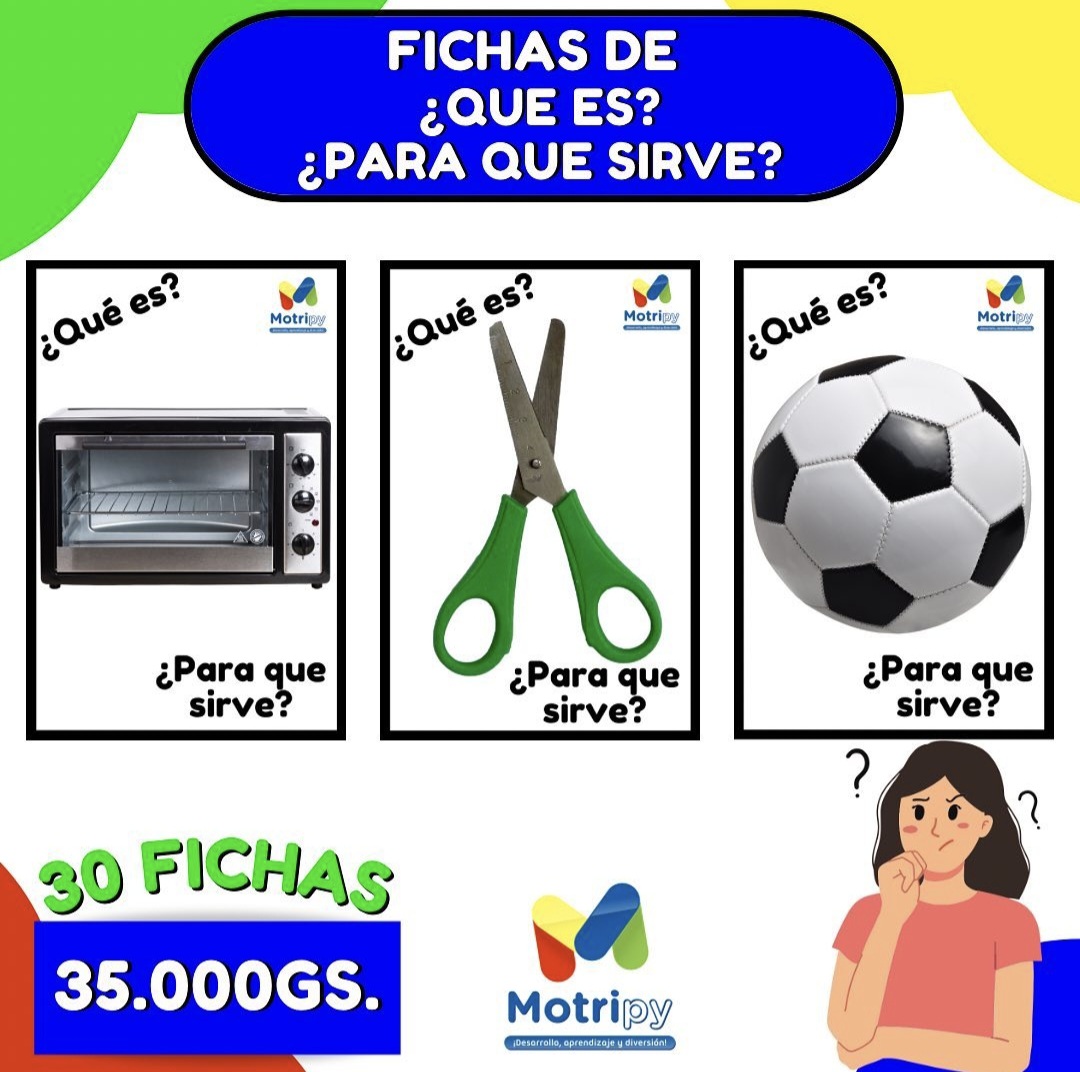 FICHAS DE
¿QUE ES?
¿PARA QUE SIRVE?
¿Qué es?
Motripy
¿Para que
sirve?
¿Qué es?
Motripy
¿Para que
sirve?
¿Qué es?
Motripy
¿Para que
sirve?
?
?
30 FICHAS
35.000GS.
Motripy
¡Desarrollo, aprendizaje y diversión!